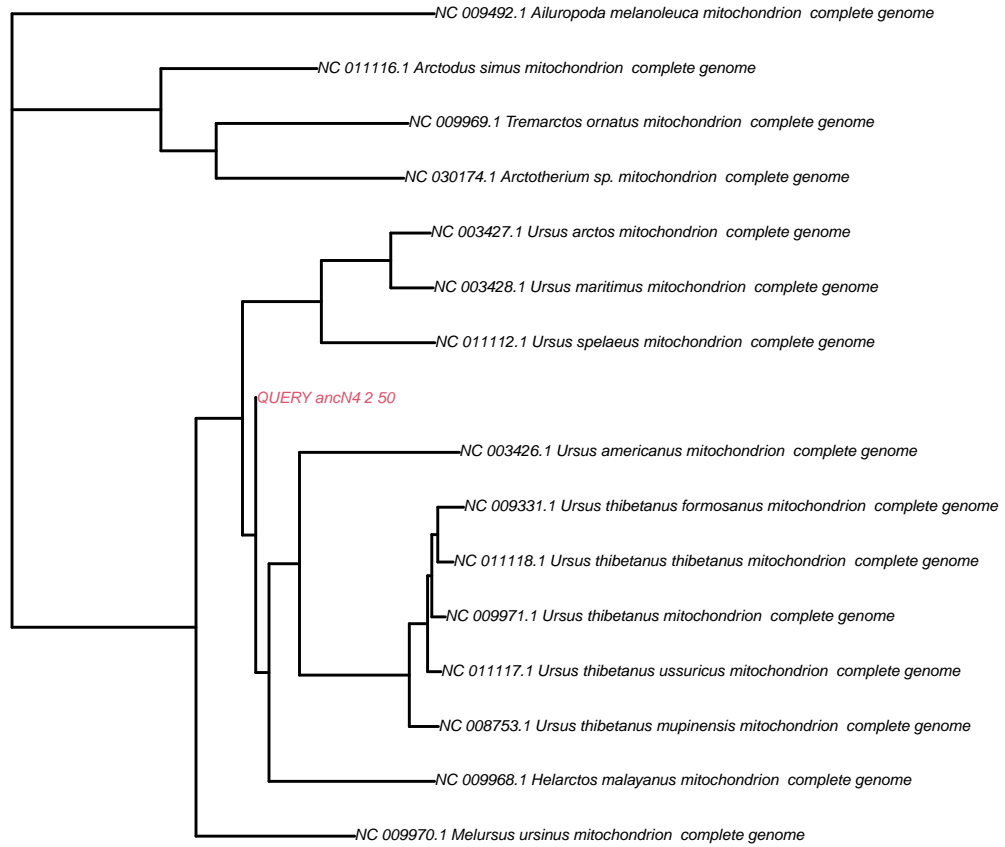 NC 009492.1 Ailuropoda melanoleuca mitochondrion  complete genome
NC 011116.1 Arctodus simus mitochondrion  complete genome
NC 009969.1 Tremarctos ornatus mitochondrion  complete genome
NC 030174.1 Arctotherium sp. mitochondrion  complete genome
NC 003427.1 Ursus arctos mitochondrion  complete genome
NC 003428.1 Ursus maritimus mitochondrion  complete genome
NC 011112.1 Ursus spelaeus mitochondrion  complete genome
QUERY ancN4 2 50
NC 003426.1 Ursus americanus mitochondrion  complete genome
NC 009331.1 Ursus thibetanus formosanus mitochondrion  complete genome
NC 011118.1 Ursus thibetanus thibetanus mitochondrion  complete genome
NC 009971.1 Ursus thibetanus mitochondrion  complete genome
NC 011117.1 Ursus thibetanus ussuricus mitochondrion  complete genome
NC 008753.1 Ursus thibetanus mupinensis mitochondrion  complete genome
NC 009968.1 Helarctos malayanus mitochondrion  complete genome
NC 009970.1 Melursus ursinus mitochondrion  complete genome